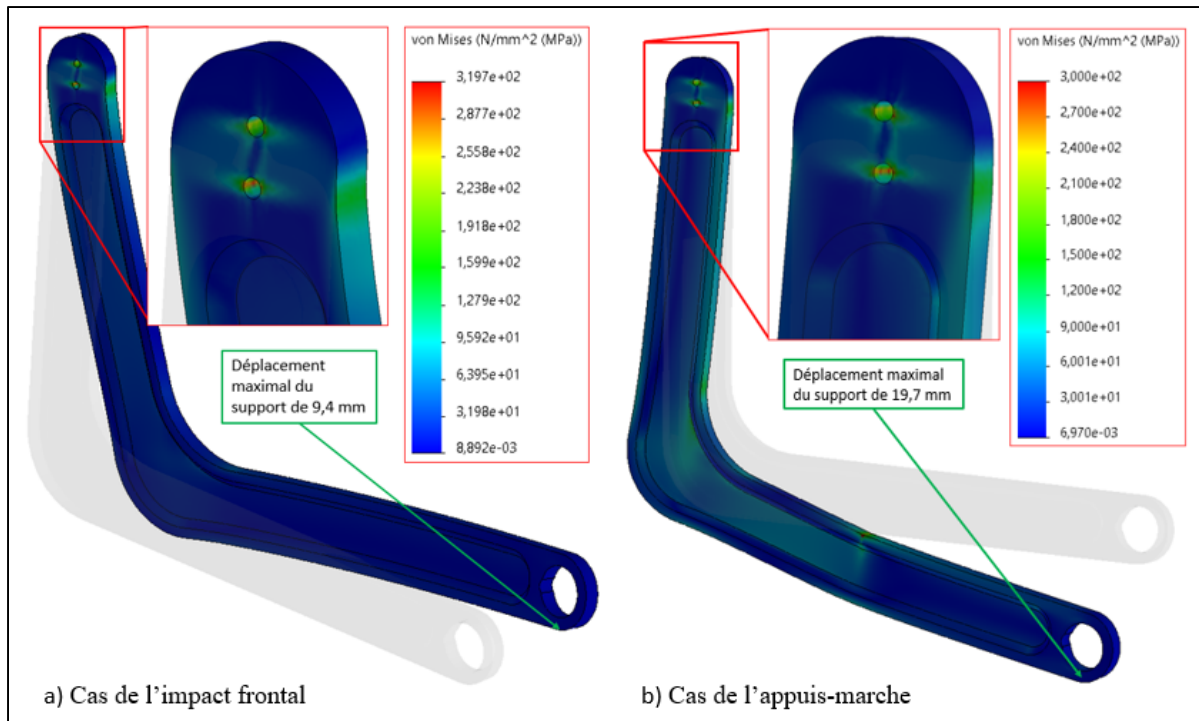 von Mises (N/mm^2 (MPa))
3,197e+02
2,877e+02
2,558e+02
2,238e+02
1,918e+02
1,599e+02
1,279e+02
9,592e+01
6,395e+01
3,198e+01
8,892e-03
Déplacement
maximal du
support de 9,4 mm
a) Cas de l'impact frontal
von Mises (N/mm^2 (MPa))
3,000e+02
2,700e+02
2,400e+02
2,100e+02
1,800e+02
1,500e+02
1,200e+02
9,000e+01
6,001e+01
3,001e+01
6,970e-03
Déplacement maximal
du support de 19,7 mm
b) Cas de l'appuis-marche